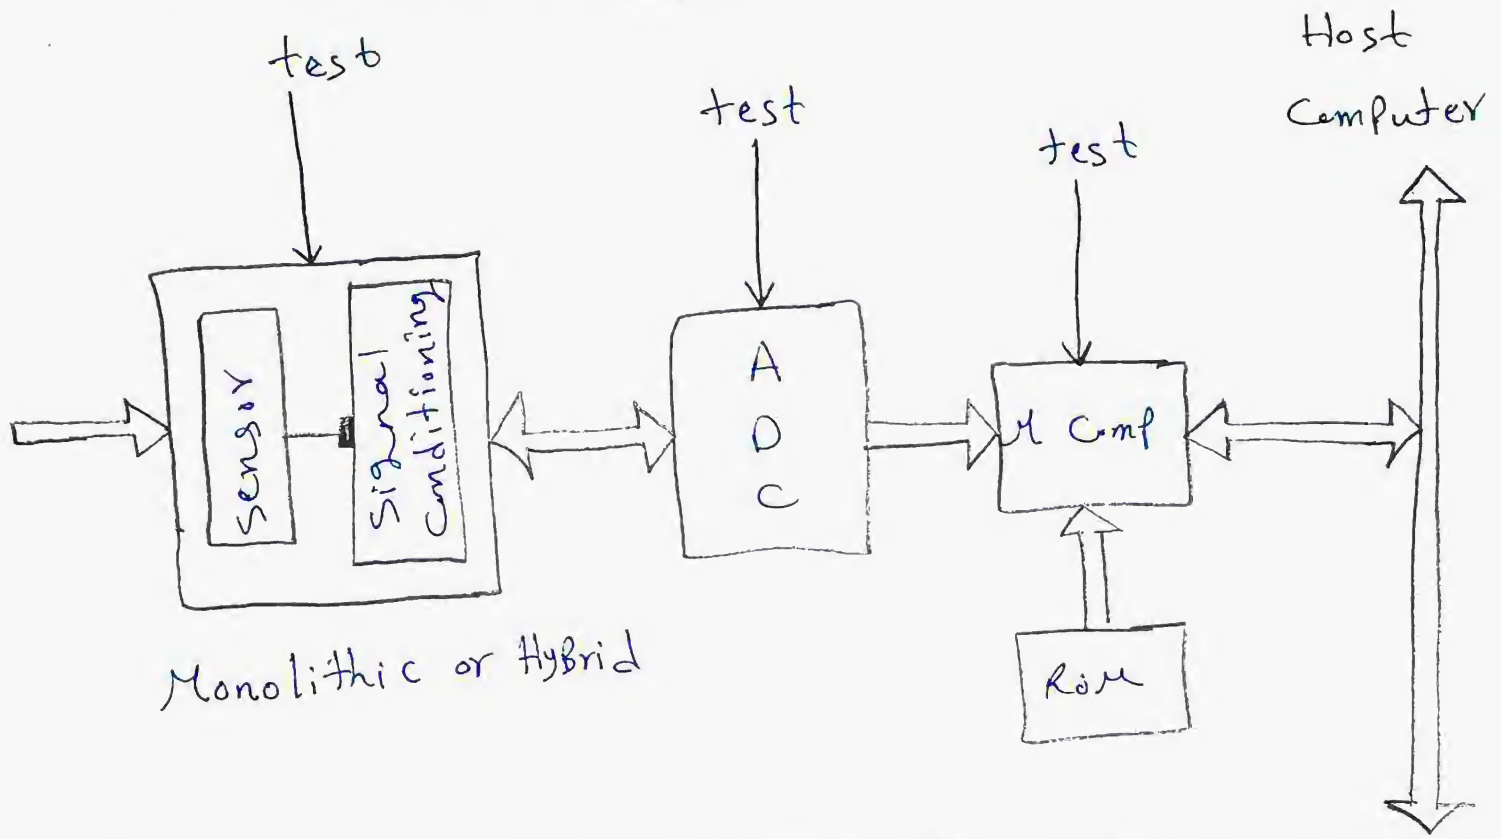 test
test
test
Host
Computer
Sensor
Signal
Conditioning
A
D
C
μ Comp
ROM
Monolithic or HyBrid